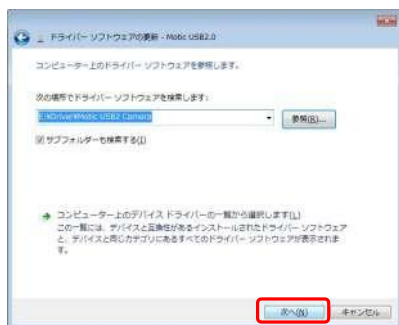 ドライバー ソフトウェアの更新 - Motic USB2.0
コンピューター上のドライバー ソフトウェアを参照します。
次の場所でドライバー ソフトウェアを検索します:
E:\Driver\Motic USB2 Camera
参照(R)...
サブフォルダーも検索する(I)
コンピューター上のデバイス ドライバーの一覧から選択します(L)
この一覧には、デバイスと互換性があるインストールされたドライバー ソフトウェア
と、デバイスと同じカテゴリにあるすべてのドライバー ソフトウェアが表示されま
す。
次へ(N)
キャンセル